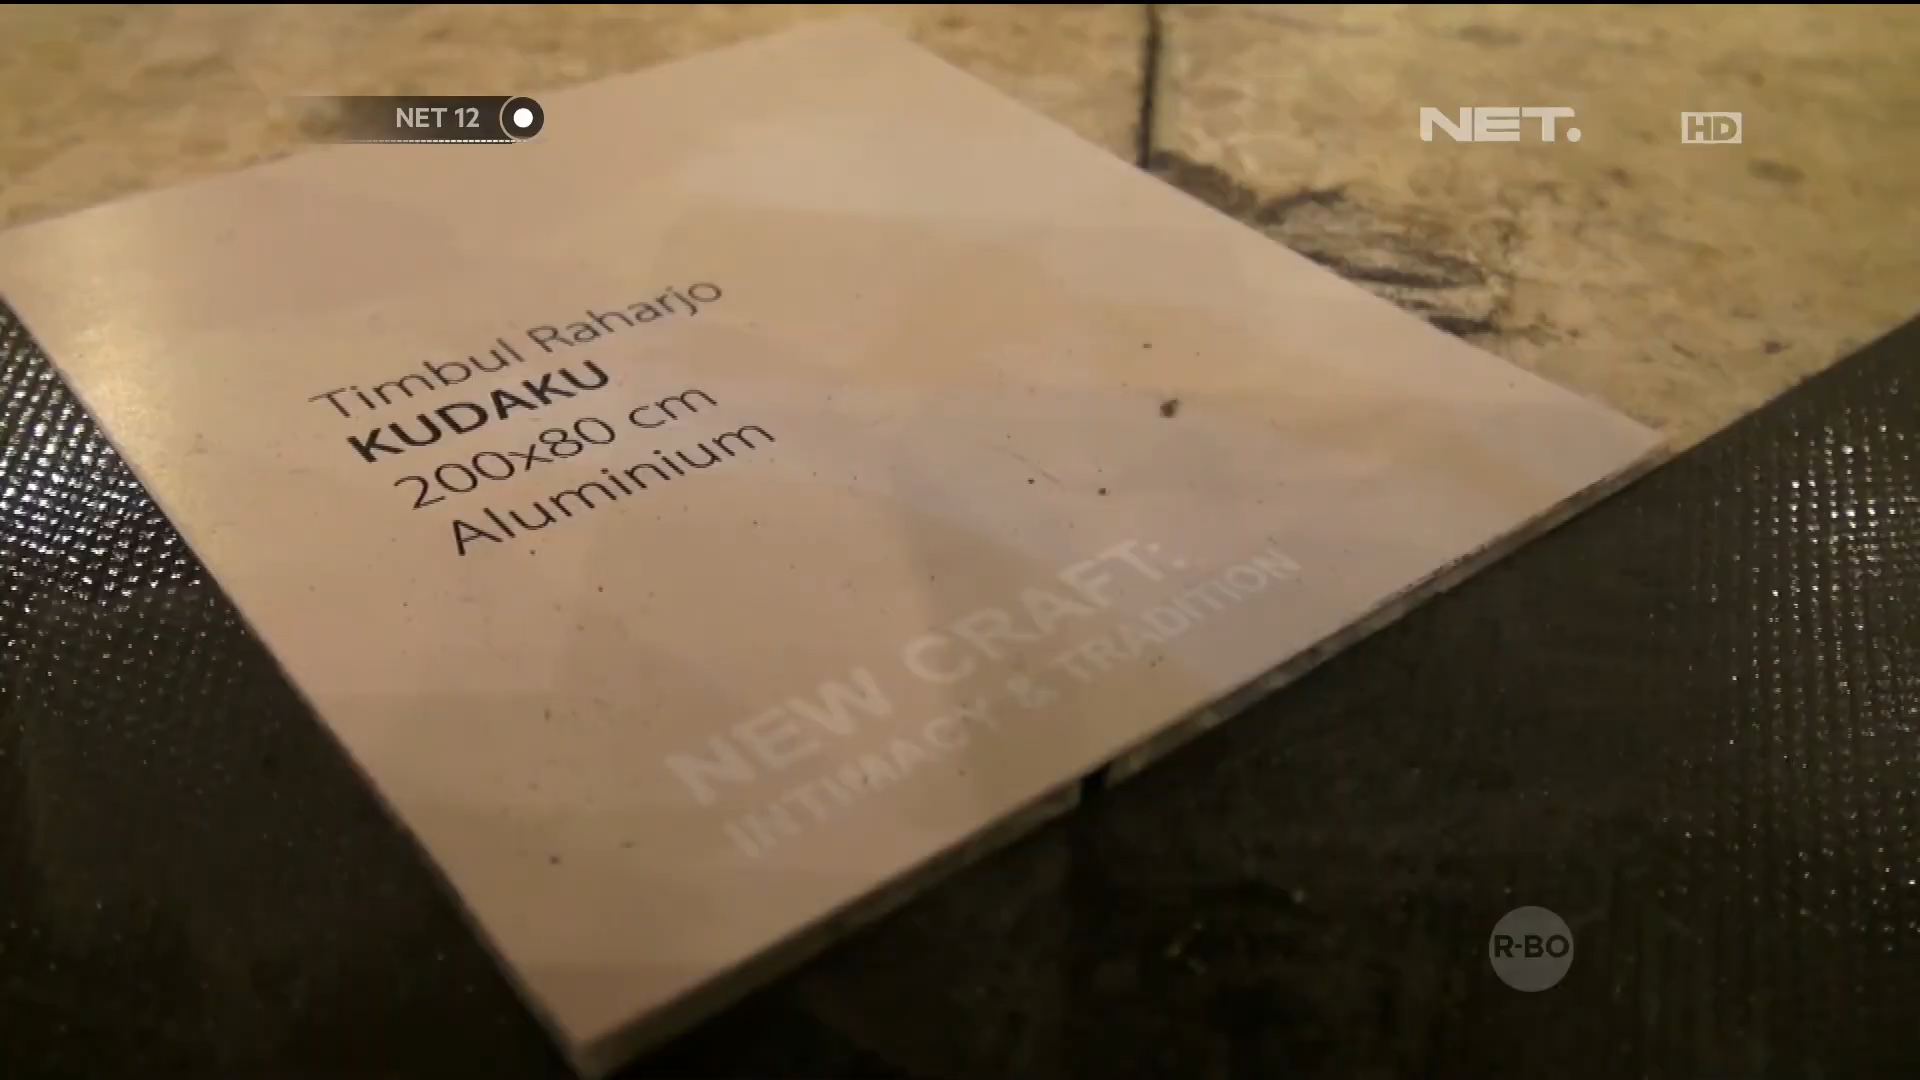 NET 12
NET.
HD
Timbul Raharjo
KUDAKU
200x80 cm
Aluminium
NEW CRAFT:
INTIMACY & TRADITION
R-BO